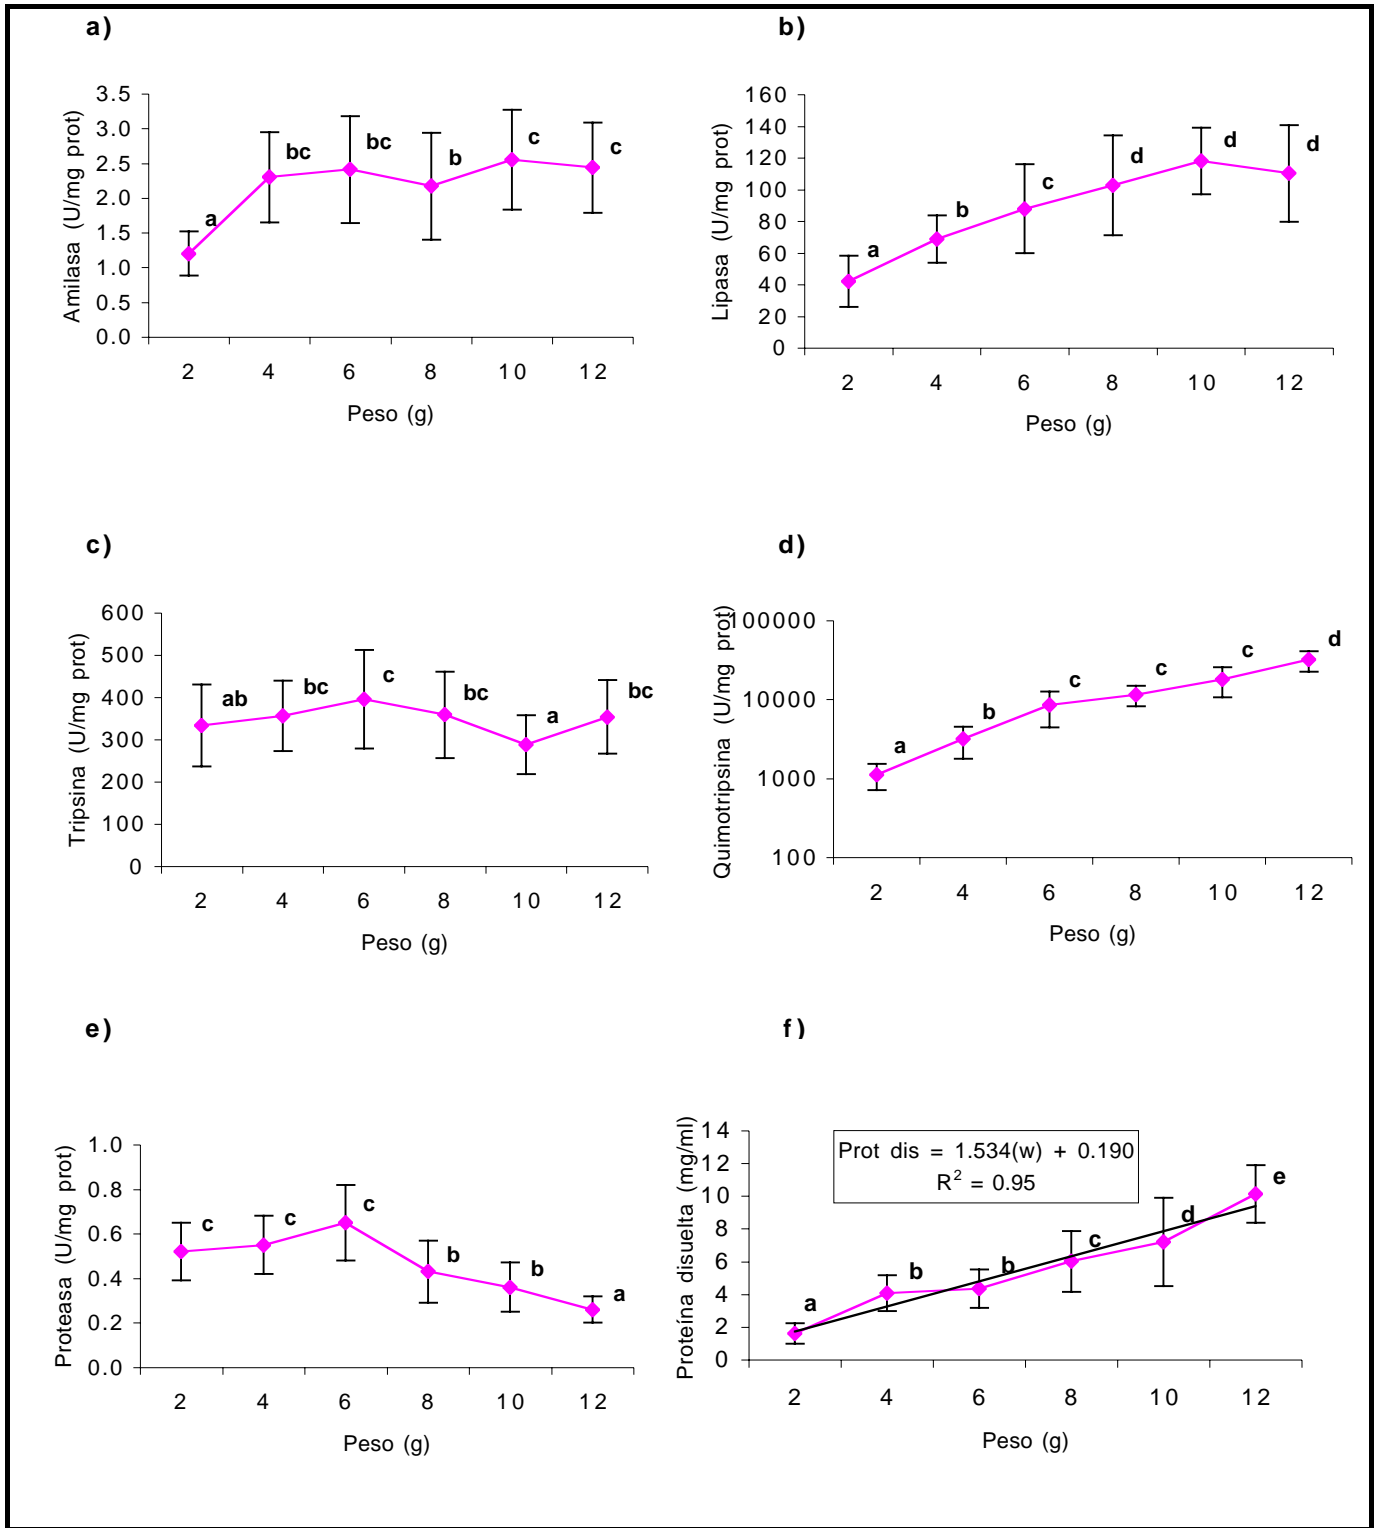 a)
3.5
3.0
2.5
2.0
1.5
1.0
0.5
0.0
Amilasa (U/mg prot)
a
bc
bc
b
c
c
2 4 6 8 10 12
Peso (g)
b)
160
140
120
100
80
60
40
20
0
Lipasa (U/mg prot)
a
b
c
d
d
d
2 4 6 8 10 12
Peso (g)
c)
600
500
400
300
200
100
0
Tripsina (U/mg prot)
ab
bc
c
bc
a
bc
2 4 6 8 10 12
Peso (g)
d)
100000
10000
1000
100
Quimotripsina (U/mg prot)
a
b
c
c
c
d
2 4 6 8 10 12
Peso (g)
e)
1.0
0.8
0.6
0.4
0.2
0.0
Proteasa (U/mg prot)
c
c
c
b
b
a
2 4 6 8 10 12
Peso (g)
f)
14
12
10
8
6
4
2
0
Proteína disuelta (mg/ml)
Prot dis = 1.534(w) + 0.190
R² = 0.95
a
b
b
c
d
e
2 4 6 8 10 12
Peso (g)